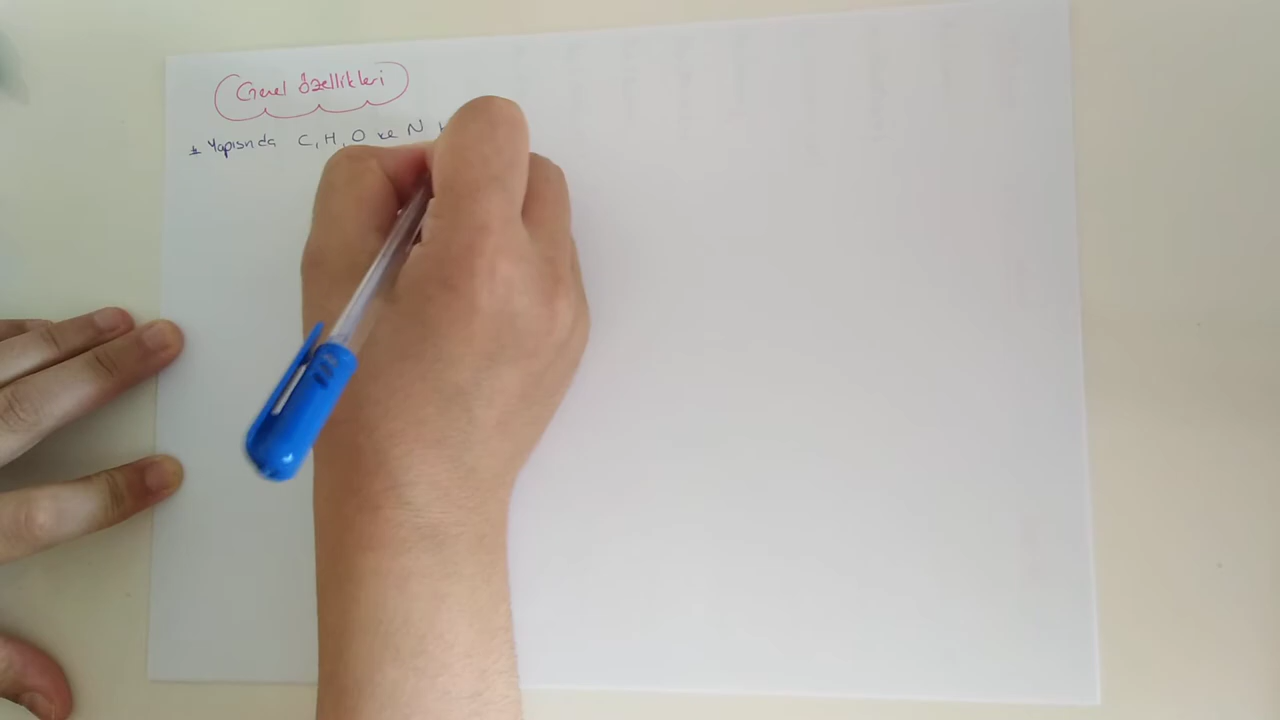 Genel Özellikleri
* Yapısında C, H, O ve N